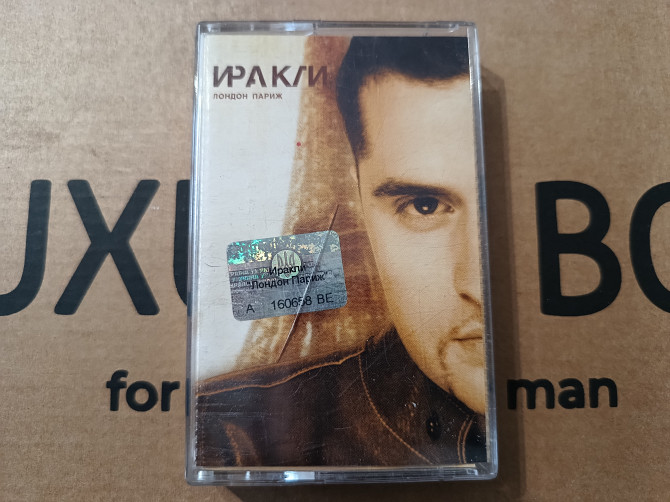 ИРАКЛИ
ЛОНДОН ПАРИЖ
Иракли
Лондон Париж
А 160658 ВЕ
UXU BO
for man